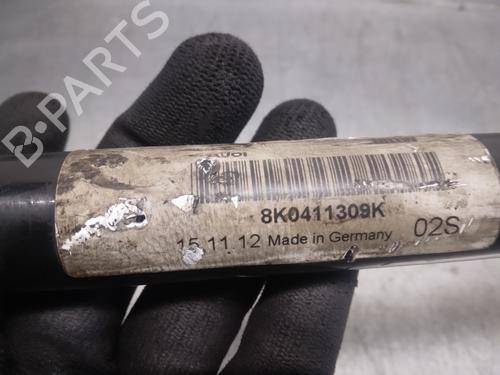 B-PARTS
8K0411309K
15.11.12 Made in Germany 02S